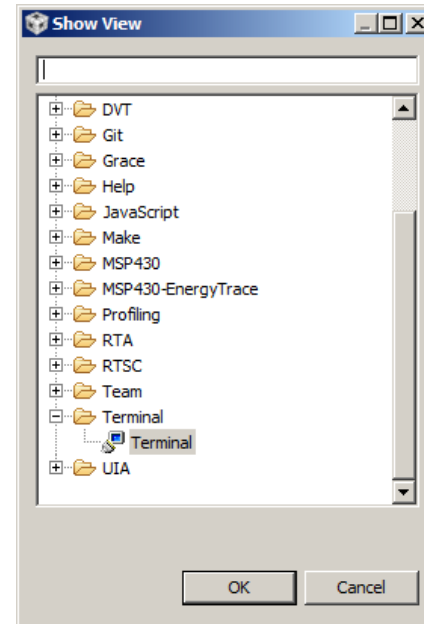 Show View
DVT
Git
Grace
Help
JavaScript
Make
MSP430
MSP430-EnergyTrace
Profiling
RTA
RTSC
Team
Terminal
Terminal
UIA
OK Cancel